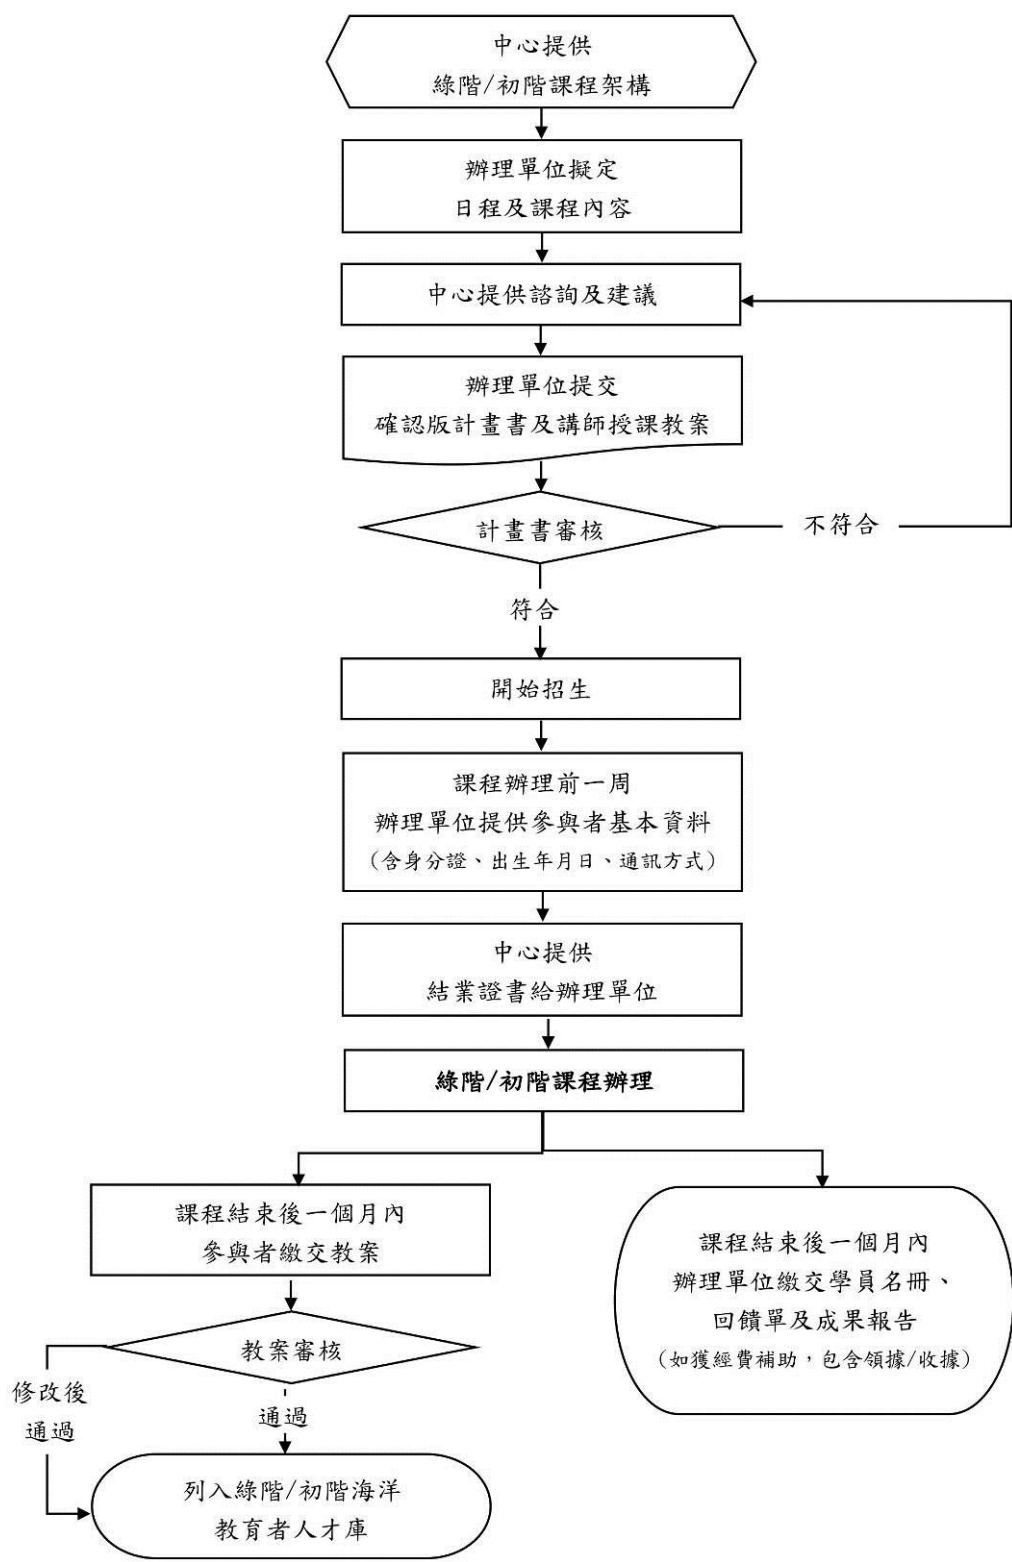 中心提供
綠階/初階課程架構
辦理單位擬定
日程及課程內容
中心提供諮詢及建議
辦理單位提交
確認版計畫書及講師授課教案
計畫書審核
不符合
符合
開始招生
課程辦理前一周
辦理單位提供參與者基本資料
（含身分證、出生年月日、通訊方式）
中心提供
結業證書給辦理單位
綠階/初階課程辦理
課程結束後一個月內
參與者繳交教案
課程結束後一個月內
辦理單位繳交學員名冊、
回饋單及成果報告
（如獲經費補助，包含領據/收據）
教案審核
修改後
通過
通過
列入綠階/初階海洋
教育者人才庫